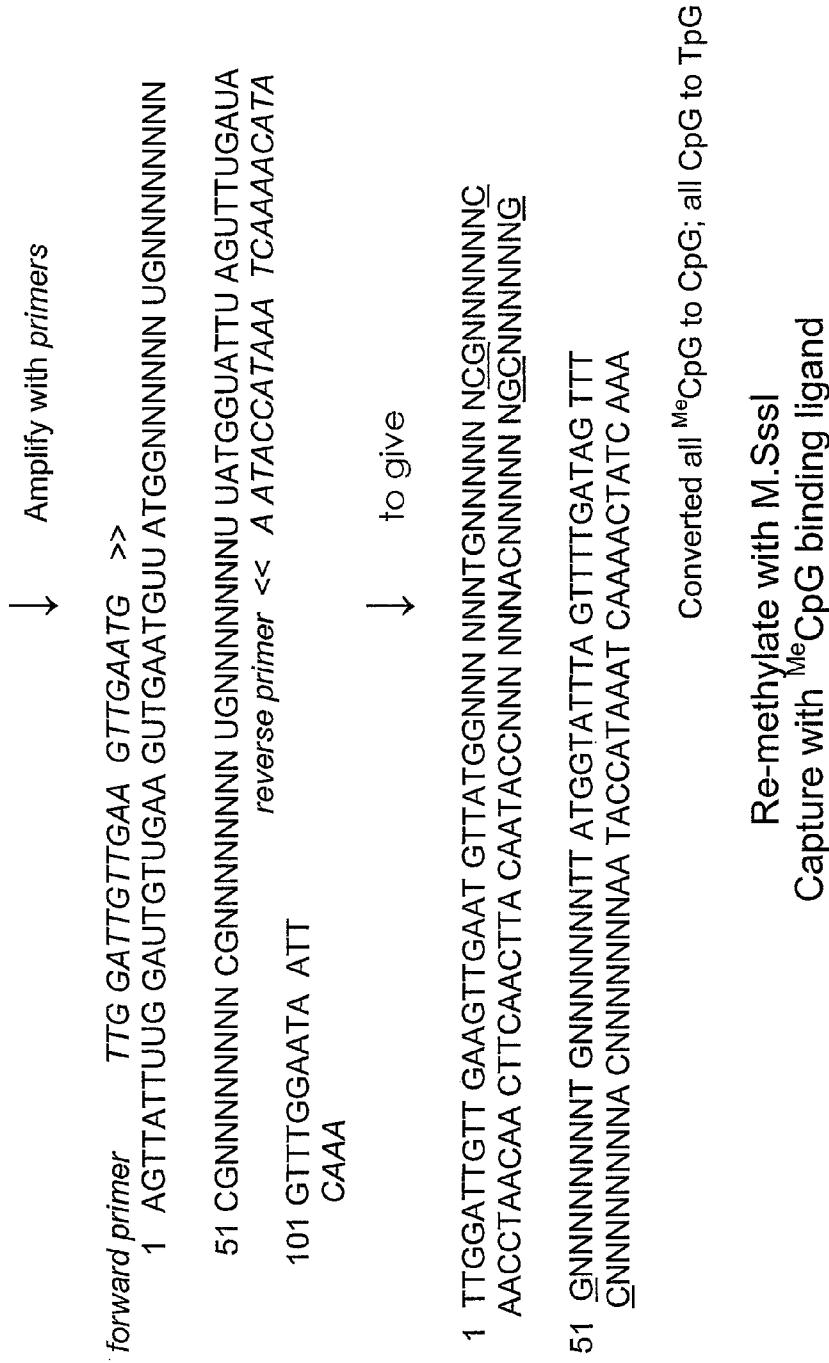 ↓ Amplify with primers
forward primer TTG GATTGTTGAA GTTGAATG >>
1 AGTTATTUUG GAUTGTUGAA GUTGAATGUU ATGGNNNNNN UGNNNNNNNN
51 CGNNNNNNNN CGNNNNNNNN UGNNNNNNNU UATGGUATTU AGUTTUGAUA
reverse primer << A ATACCATAAA TCAAAACATA
101 GTTTGGAATA ATT
CAAA
↓ to give
1 TTGGATTGTT GAAGTTGAAT GTTATGGNNN NNNTGNNNNN NCGNNNNNNC
AACCTAACAA CTTCAACTTA CAATACCNNN NNNACNNNNN NGCNNNNNNG
51 GNNNNNNNNT GNNNNNNNTT ATGGTATTTA GTTTTGATAG TTT
CNNNNNNNNA CNNNNNNNAA TACCATAAAT CAAAACTATC AAA
Converted all MeCpG to CpG; all CpG to TpG
Re-methylate with M.SssI
Capture with MeCpG binding ligand